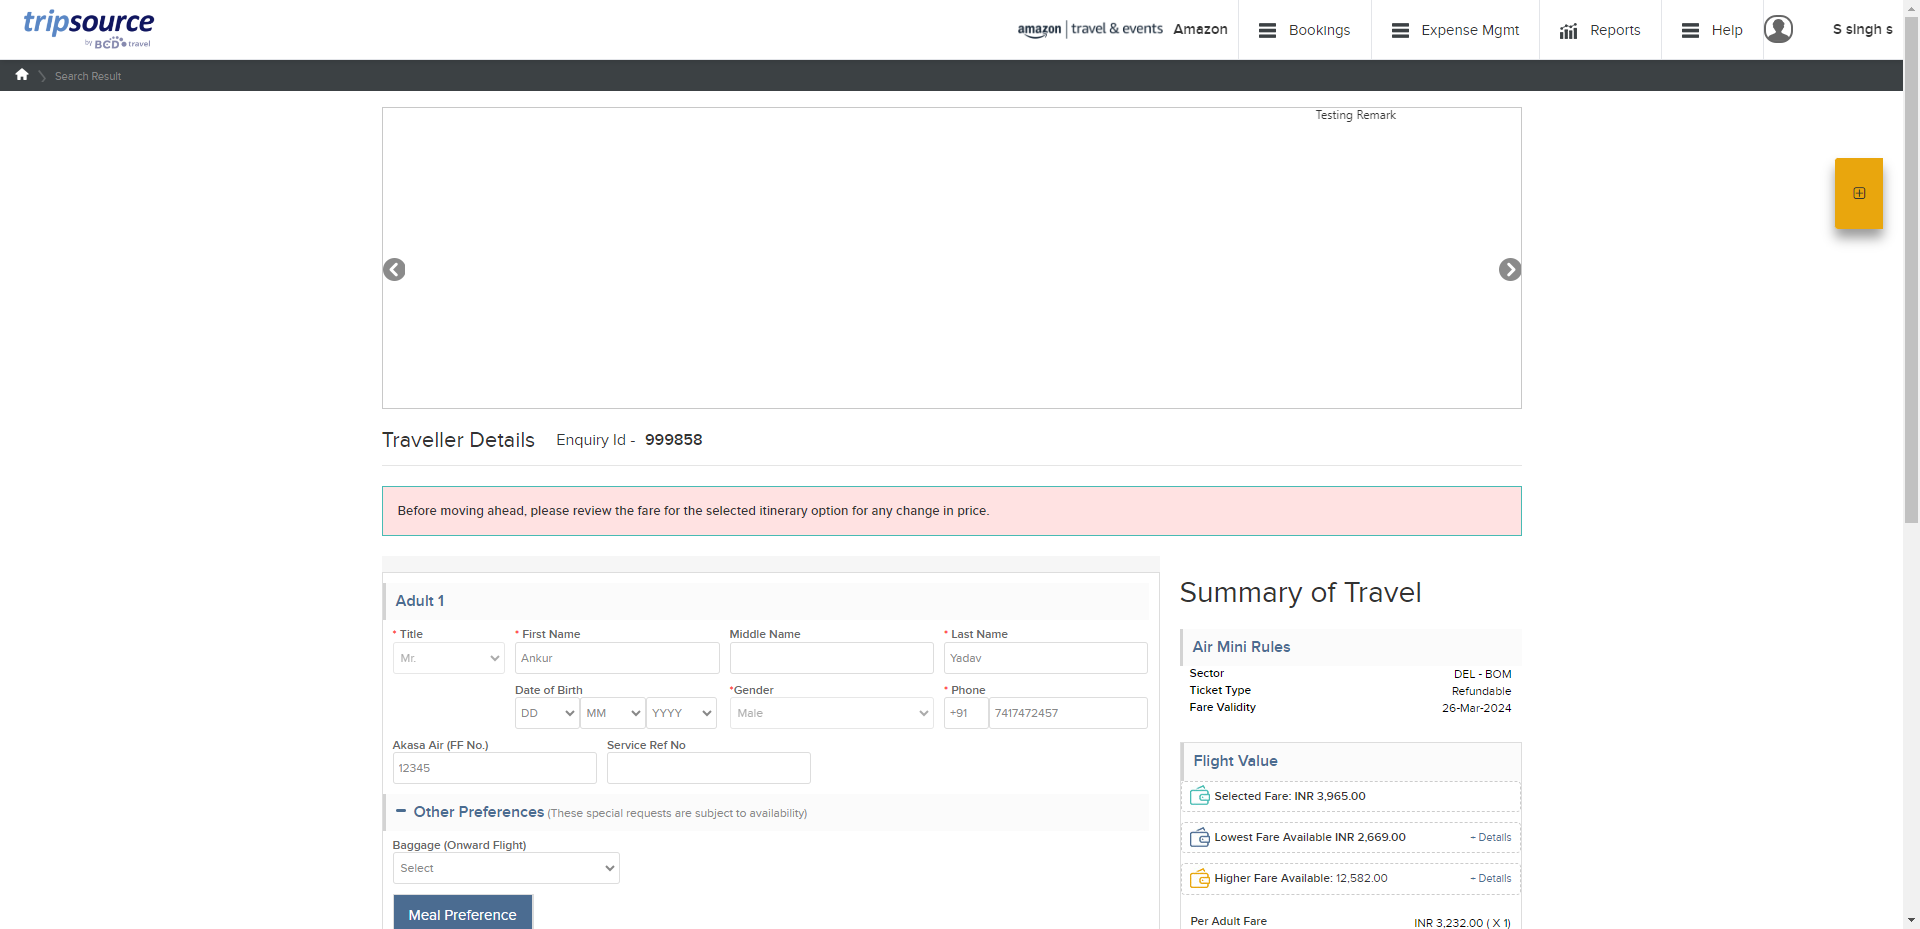 tripsource
by BCD travel
amazon | travel & events Amazon
Bookings
Expense Mgmt
Reports
Help
S singh s
Search Result
Testing Remark
Traveller Details Enquiry Id - 999858
Before moving ahead, please review the fare for the selected itinerary option for any change in price.
Adult 1
* Title * First Name Middle Name * Last Name
Mr. Ankur Yadav
Date of Birth *Gender * Phone
DD MM YYYY Male +91 7417472457
Akasa Air (FF No.) Service Ref No
12345
Other Preferences (These special requests are subject to availability)
Baggage (Onward Flight)
Select
Meal Preference
Summary of Travel
Air Mini Rules
Sector DEL - BOM
Ticket Type Refundable
Fare Validity 26-Mar-2024
Flight Value
Selected Fare: INR 3,965.00
Lowest Fare Available INR 2,669.00 + Details
Higher Fare Available: 12,582.00 + Details
Per Adult Fare INR 3,232.00 ( X 1)